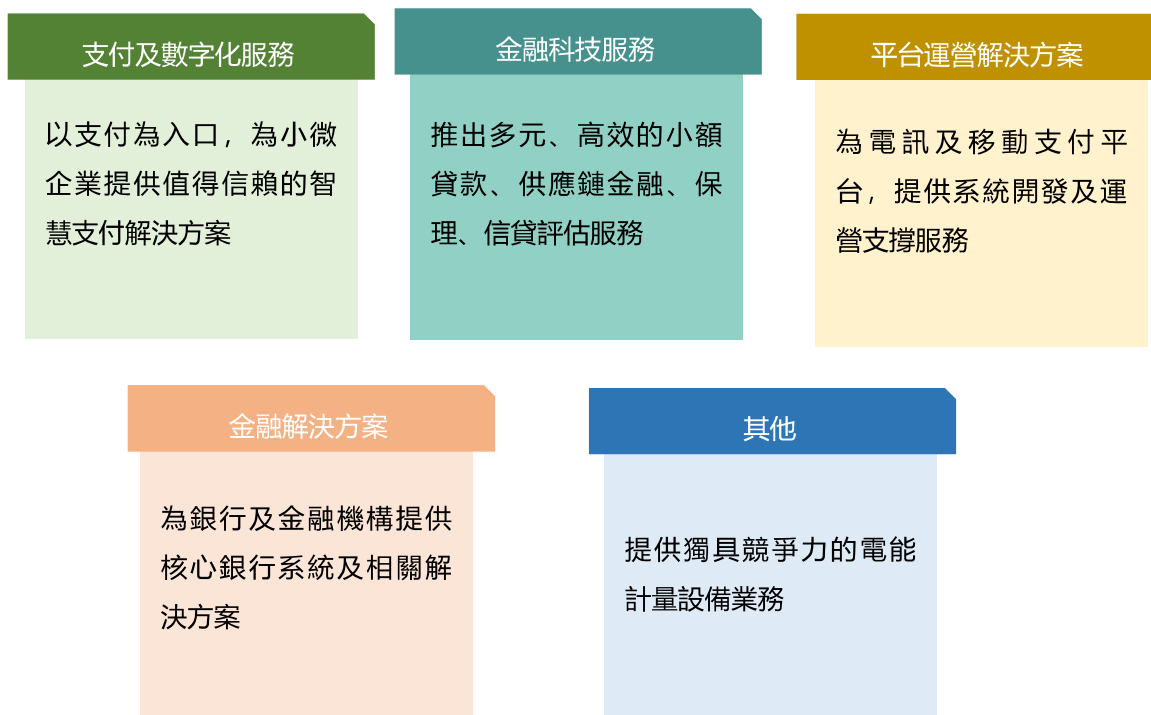 支付及數字化服務
以支付為入口，為小微
企業提供值得信賴的智
慧支付解決方案
金融科技服務
推出多元、高效的小額
貸款、供應鏈金融、保
理、信貸評估服務
平台運營解決方案
為電訊及移動支付平
台，提供系統開發及運
營支撐服務
金融解決方案
為銀行及金融機構提供
核心銀行系統及相關解
決方案
其他
提供獨具競爭力的電能
計量設備業務